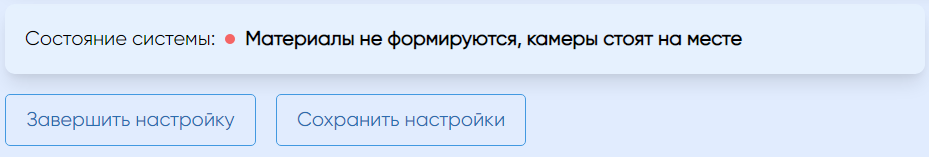 Состояние системы: Материалы не формируются, камеры стоят на месте
Завершить настройку Сохранить настройки